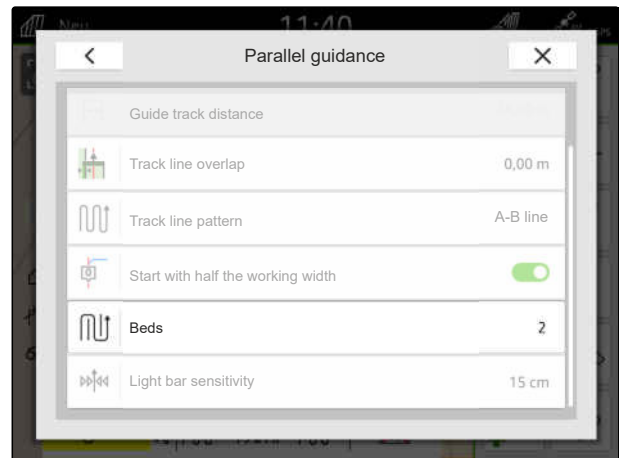 Neu 11:40
Parallel guidance
Guide track distance
Track line overlap 0,00 m
Track line pattern A-B line
Start with half the working width
Beds 2
Light bar sensitivity 15 cm